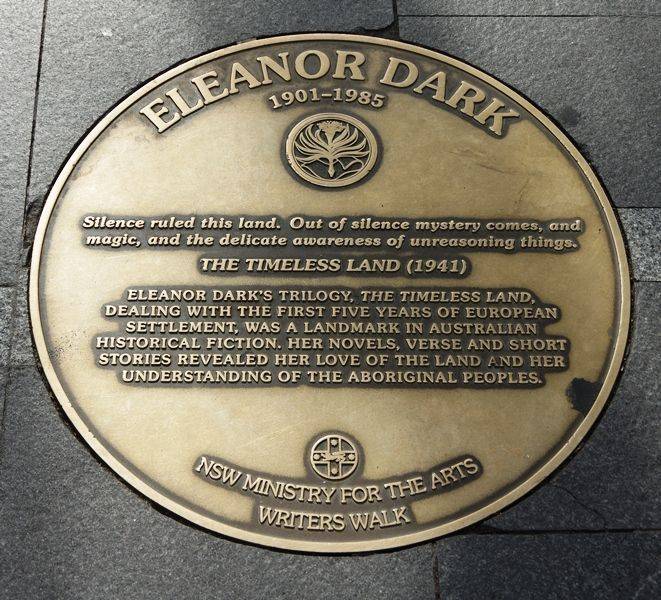 ELEANOR DARK
1901–1985
Silence ruled this land. Out of silence mystery comes, and
magic, and the delicate awareness of unreasoning things.
THE TIMELESS LAND (1941)
ELEANOR DARK'S TRILOGY, THE TIMELESS LAND,
DEALING WITH THE FIRST FIVE YEARS OF EUROPEAN
SETTLEMENT, WAS A LANDMARK IN AUSTRALIAN
HISTORICAL FICTION. HER NOVELS, VERSE AND SHORT
STORIES REVEALED HER LOVE OF THE LAND AND HER
UNDERSTANDING OF THE ABORIGINAL PEOPLES.
NSW MINISTRY FOR THE ARTS
WRITERS WALK